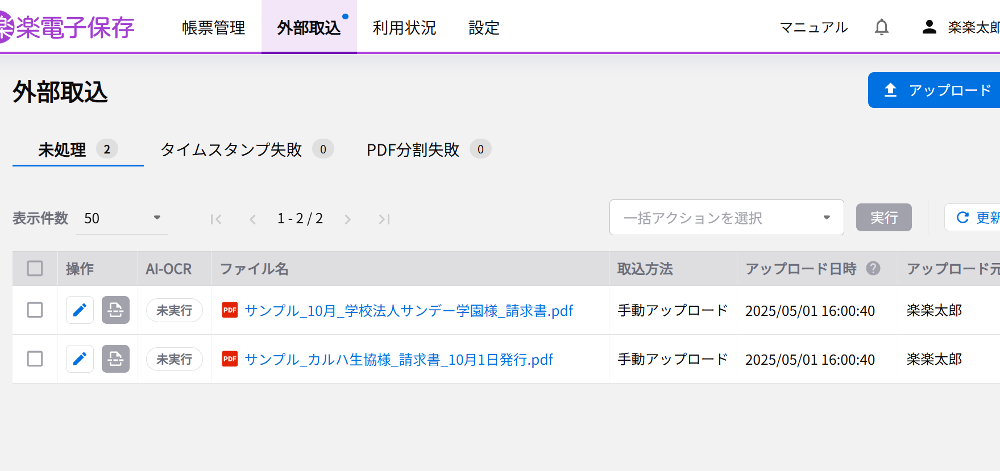 楽楽電子保存
帳票管理
外部取込
利用状況
設定
マニュアル
楽楽太郎
外部取込
アップロード
未処理 2
タイムスタンプ失敗 0
PDF分割失敗 0
表示件数 50
1 - 2 / 2
一括アクションを選択
実行
更新
操作 AI-OCR ファイル名 取込方法 アップロード日時 アップロード元
未実行 PDF サンプル_10月_学校法人サンデー学園様_請求書.pdf 手動アップロード 2025/05/01 16:00:40 楽楽太郎
未実行 PDF サンプル_カルハ生協様_請求書_10月1日発行.pdf 手動アップロード 2025/05/01 16:00:40 楽楽太郎